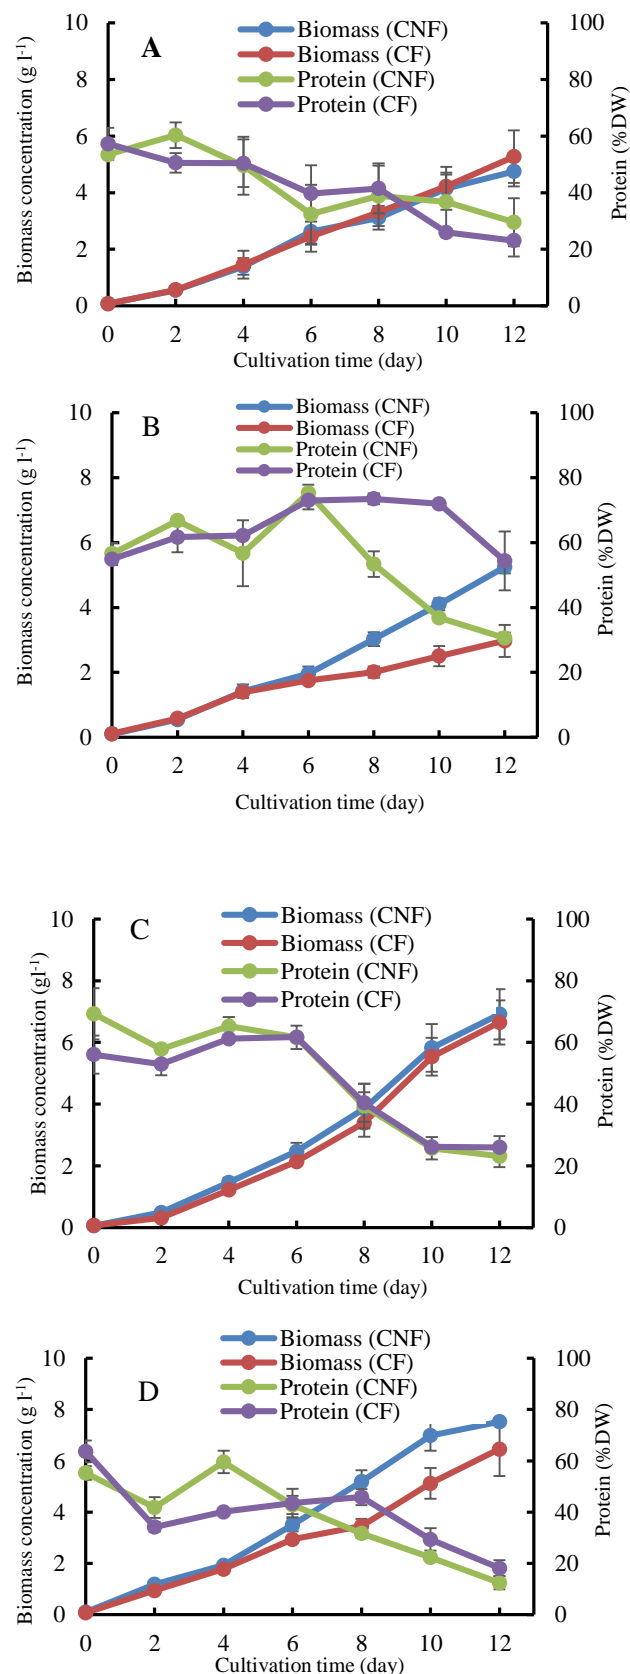 A
Biomass (CNF)
Biomass (CF)
Protein (CNF)
Protein (CF)
Biomass concentration (g l-1)
10
8
6
4
2
0
Protein (%DW)
100
80
60
40
20
0
0 2 4 6 8 10 12
Cultivation time (day)
B
Biomass (CNF)
Biomass (CF)
Protein (CNF)
Protein (CF)
Biomass concentration (g l-1)
10
8
6
4
2
0
Protein (%DW)
100
80
60
40
20
0
0 2 4 6 8 10 12
Cultivation time (day)
C
Biomass (CNF)
Biomass (CF)
Protein (CNF)
Protein (CF)
Biomass concentration (gl-1)
10
8
6
4
2
0
Protein (%DW)
100
80
60
40
20
0
0 2 4 6 8 10 12
Cultivation time (day)
D
Biomass (CNF)
Biomass (CF)
Protein (CNF)
Protein (CF)
Biomass concentration (g l-1)
10
8
6
4
2
0
Protein (%DW)
100
80
60
40
20
0
0 2 4 6 8 10 12
Cultivation time (day)